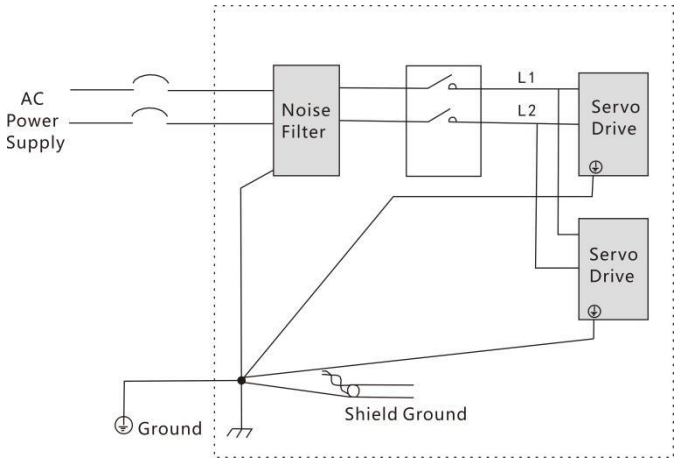 AC
Power
Supply
Noise
Filter
L1
L2
Servo
Drive
Servo
Drive
Ground
Shield Ground